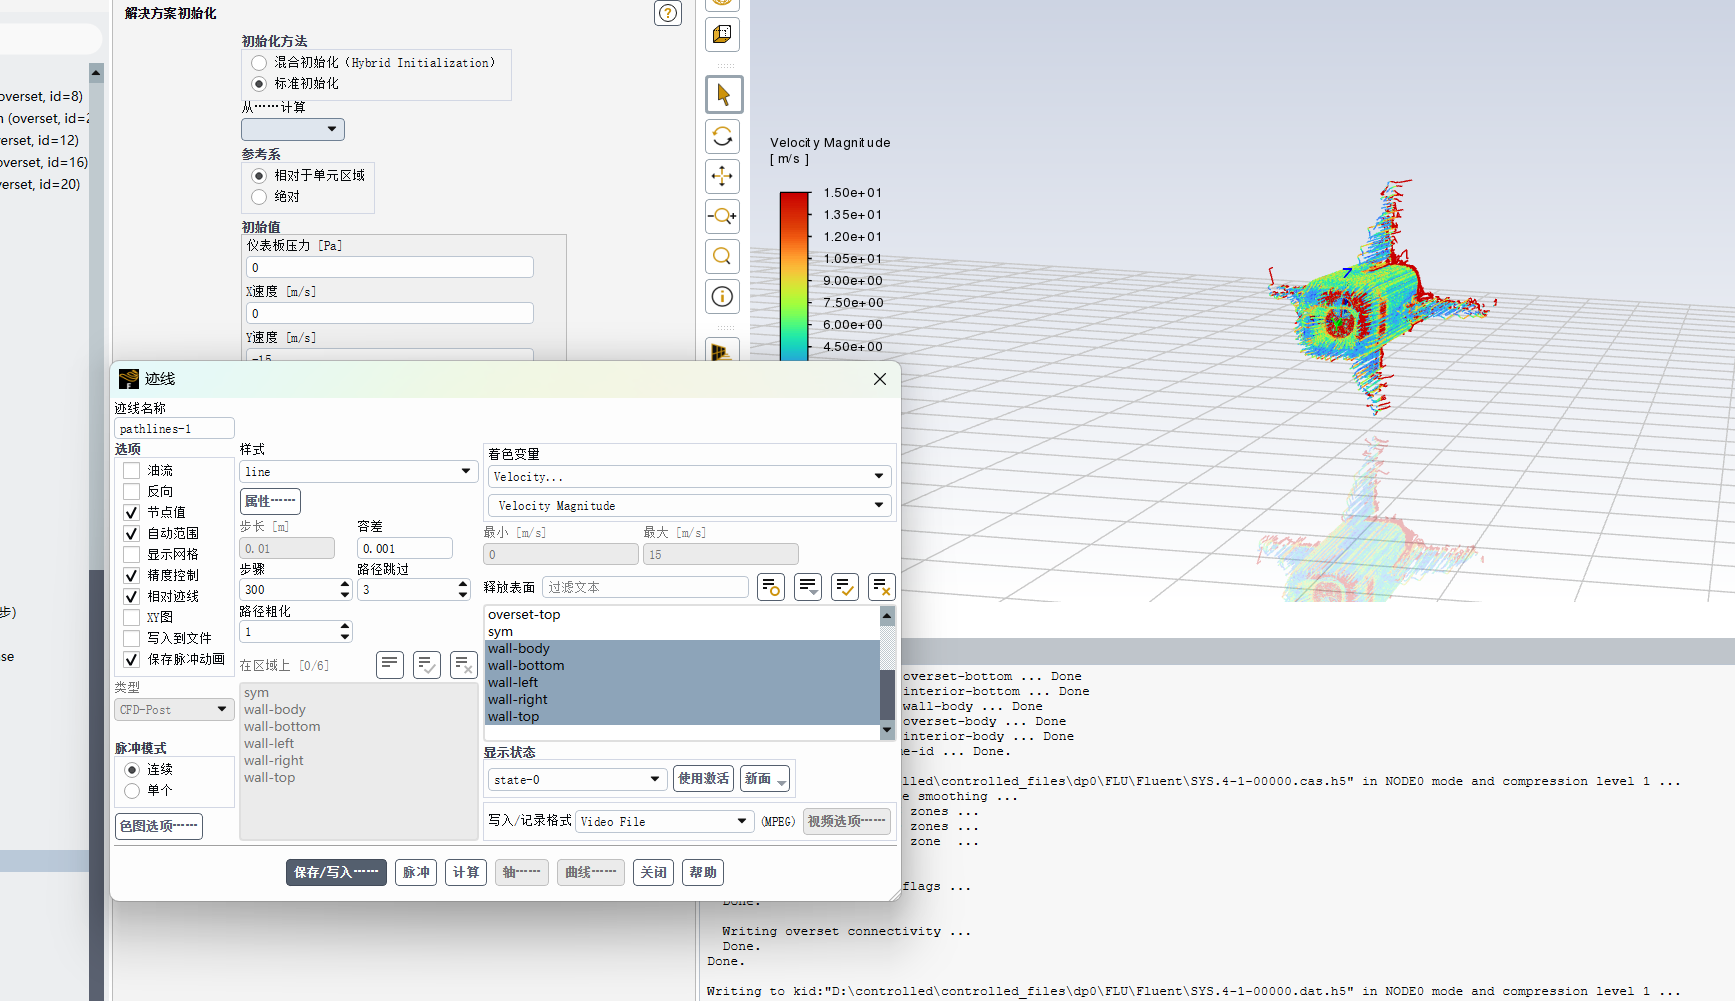 解决方案初始化
初始化方法
混合初始化（Hybrid Initialization）
标准初始化
从……计算
参考系
相对于单元区域
绝对
初始值
仪表板压力 [Pa]
0
X速度 [m/s]
0
Y速度 [m/s]
-15
overset, id=8)
(overset, id=2
erset, id=12)
overset, id=16)
verset, id=20)
步)
se
Velocity Magnitude
[ m/s ]
1.50e+01
1.35e+01
1.20e+01
1.05e+01
9.00e+00
7.50e+00
6.00e+00
4.50e+00
Z
迹线
迹线名称
pathlines-1
选项
油流
反向
节点值
自动范围
显示网格
精度控制
相对迹线
XY图
写入到文件
保存脉冲动画
类型
CFD-Post
脉冲模式
连续
单个
色图选项……
样式
line
属性……
步长 [m]
容差
0.01
0.001
步骤
路径跳过
300
3
路径粗化
1
在区域上 [0/6]
sym
wall-body
wall-bottom
wall-left
wall-right
wall-top
着色变量
Velocity...
Velocity Magnitude
最小 [m/s]
最大 [m/s]
0
15
释放表面
过滤文本
overset-top
sym
wall-body
wall-bottom
wall-left
wall-right
wall-top
显示状态
state-0
使用激活
新面
写入/记录格式
Video File
(MPEG)
视频选项……
保存/写入……
脉冲
计算
轴……
曲线……
关闭
帮助
overset-bottom ... Done
interior-bottom ... Done
wall-body ... Done
overset-body ... Done
interior-body ... Done
e-id ... Done.
lled\controlled_files\dp0\FLU\Fluent\SYS.4-1-00000.cas.h5" in NODE0 mode and compression level 1 ...
e smoothing ...
zones ...
zones ...
zone  ...
flags ...
Done.
Writing overset connectivity ...
Done.
Done.
Writing to kid:"D:\controlled\controlled_files\dp0\FLU\Fluent\SYS.4-1-00000.dat.h5" in NODE0 mode and compression level 1 ...